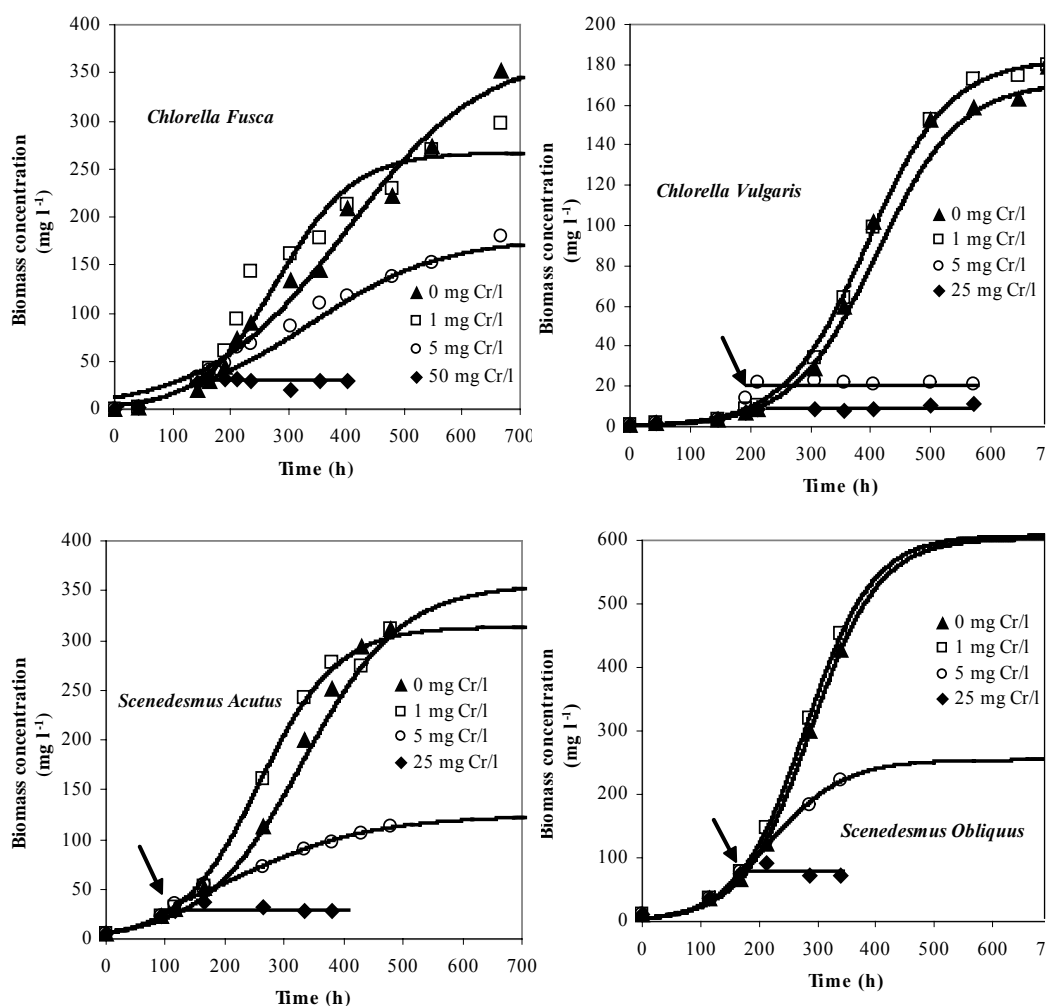 400
350
300
250
200
150
100
50
0
0 100 200 300 400 500 600 700
Time (h)
Biomass concentration
(mg l-1)
Chlorella Fusca
0 mg Cr/l
1 mg Cr/l
5 mg Cr/l
50 mg Cr/l
200
180
160
140
120
100
80
60
40
20
0
0 100 200 300 400 500 600 7
Time (h)
Biomass concentration
(mg l-1)
Chlorella Vulgaris
0 mg Cr/l
1 mg Cr/l
5 mg Cr/l
25 mg Cr/l
400
350
300
250
200
150
100
50
0
0 100 200 300 400 500 600 700
Time (h)
Biomass concentration
(mg l-1)
Scenedesmus Acutus
0 mg Cr/l
1 mg Cr/l
5 mg Cr/l
25 mg Cr/l
600
500
400
300
200
100
0
0 100 200 300 400 500 600 7
Time (h)
Biomass concentration
(mg l-1)
0 mg Cr/l
1 mg Cr/l
5 mg Cr/l
25 mg Cr/l
Scenedesmus Obliquus